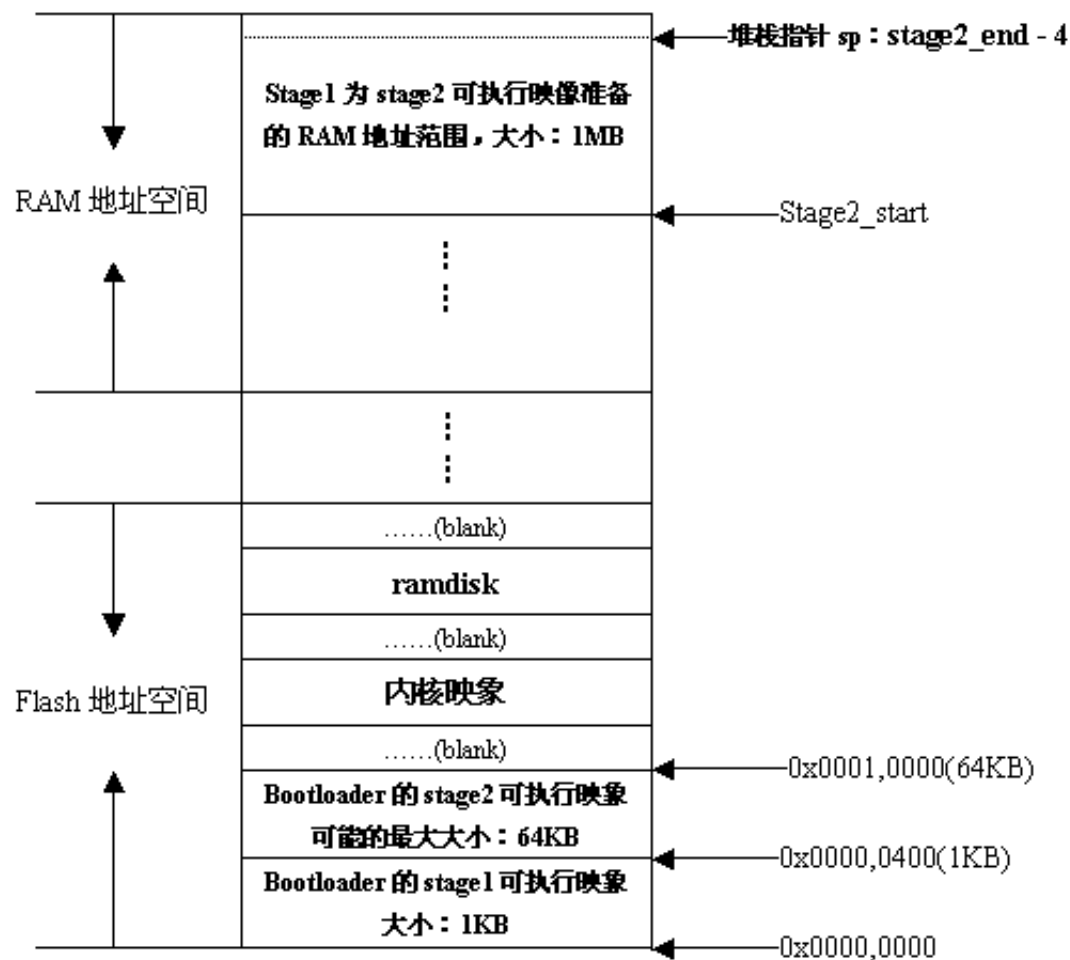 堆栈指针 sp：stage2_end - 4
Stage1 为 stage2 可执行映像准备
的 RAM 地址范围，大小：1MB
RAM 地址空间
Stage2_start
......(blank)
ramdisk
......(blank)
Flash 地址空间
内核映象
......(blank)
0x0001,0000(64KB)
Bootloader 的 stage2 可执行映象
可能的最大大小：64KB
0x0000,0400(1KB)
Bootloader 的 stage1 可执行映象
大小：1KB
0x0000,0000